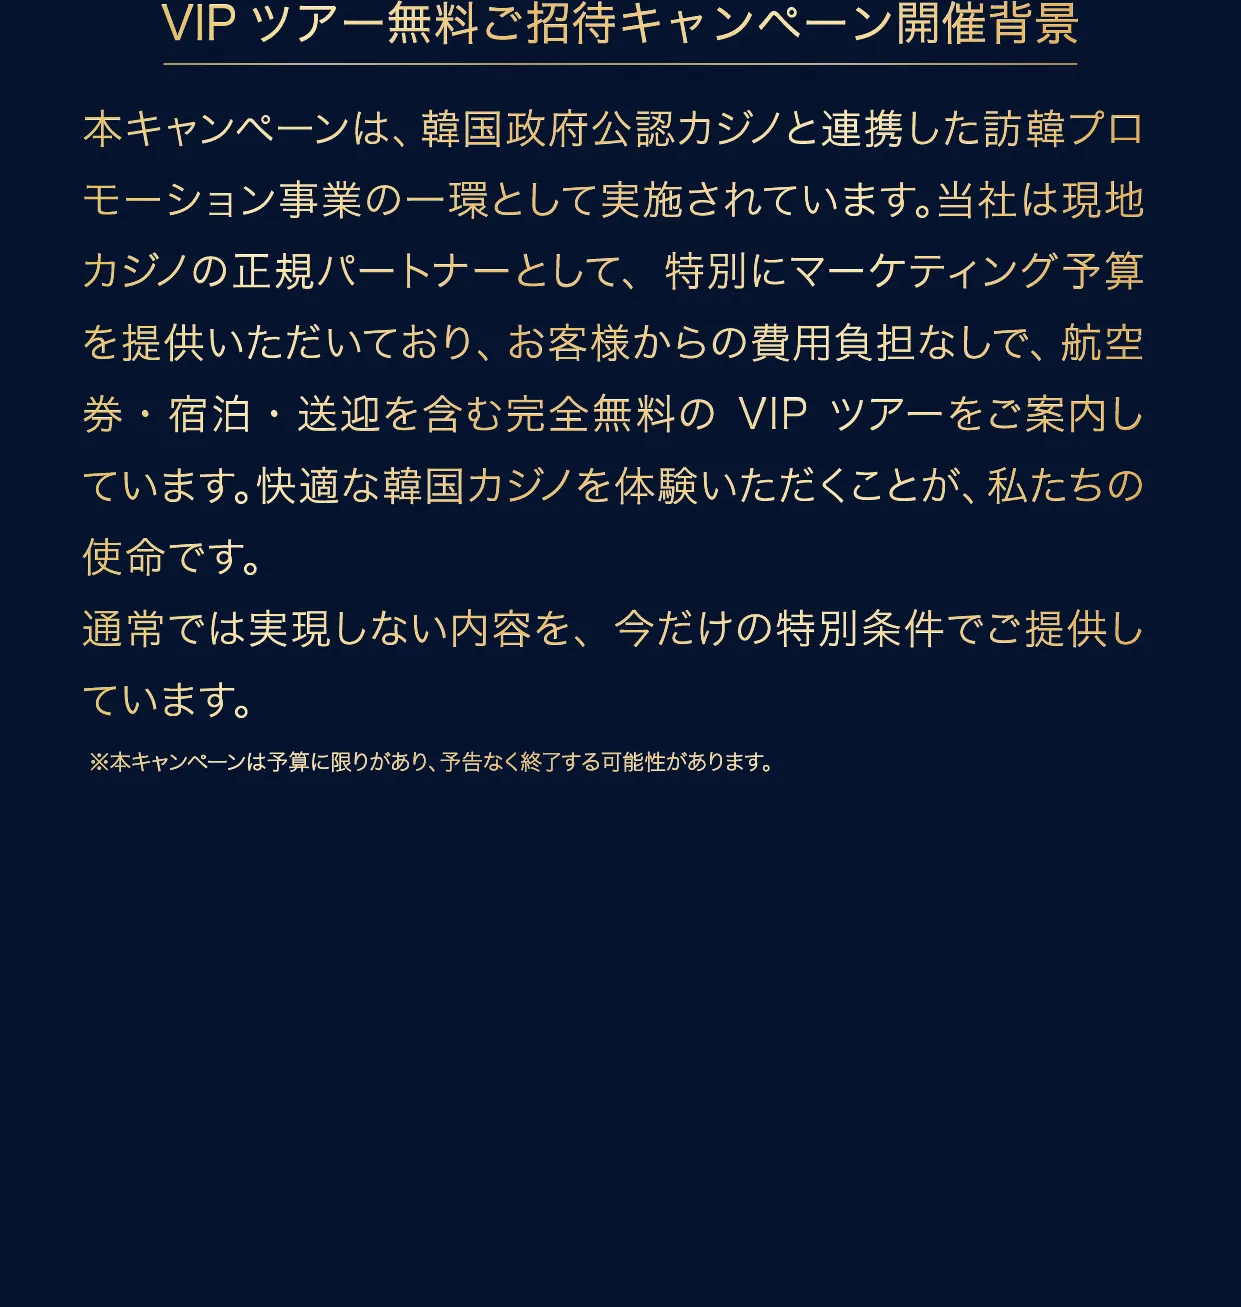 VIP ツアー無料ご招待キャンペーン開催背景
本キャンペーンは、韓国政府公認カジノと連携した訪韓プロ
モーション事業の一環として実施されています。当社は現地
カジノの正規パートナーとして、特別にマーケティング予算
を提供いただいており、お客様からの費用負担なしで、航空
券・宿泊・送迎を含む完全無料の VIP ツアーをご案内し
ています。快適な韓国カジノを体験いただくことが、私たちの
使命です。
通常では実現しない内容を、今だけの特別条件でご提供し
ています。
※本キャンペーンは予算に限りがあり、予告なく終了する可能性があります。